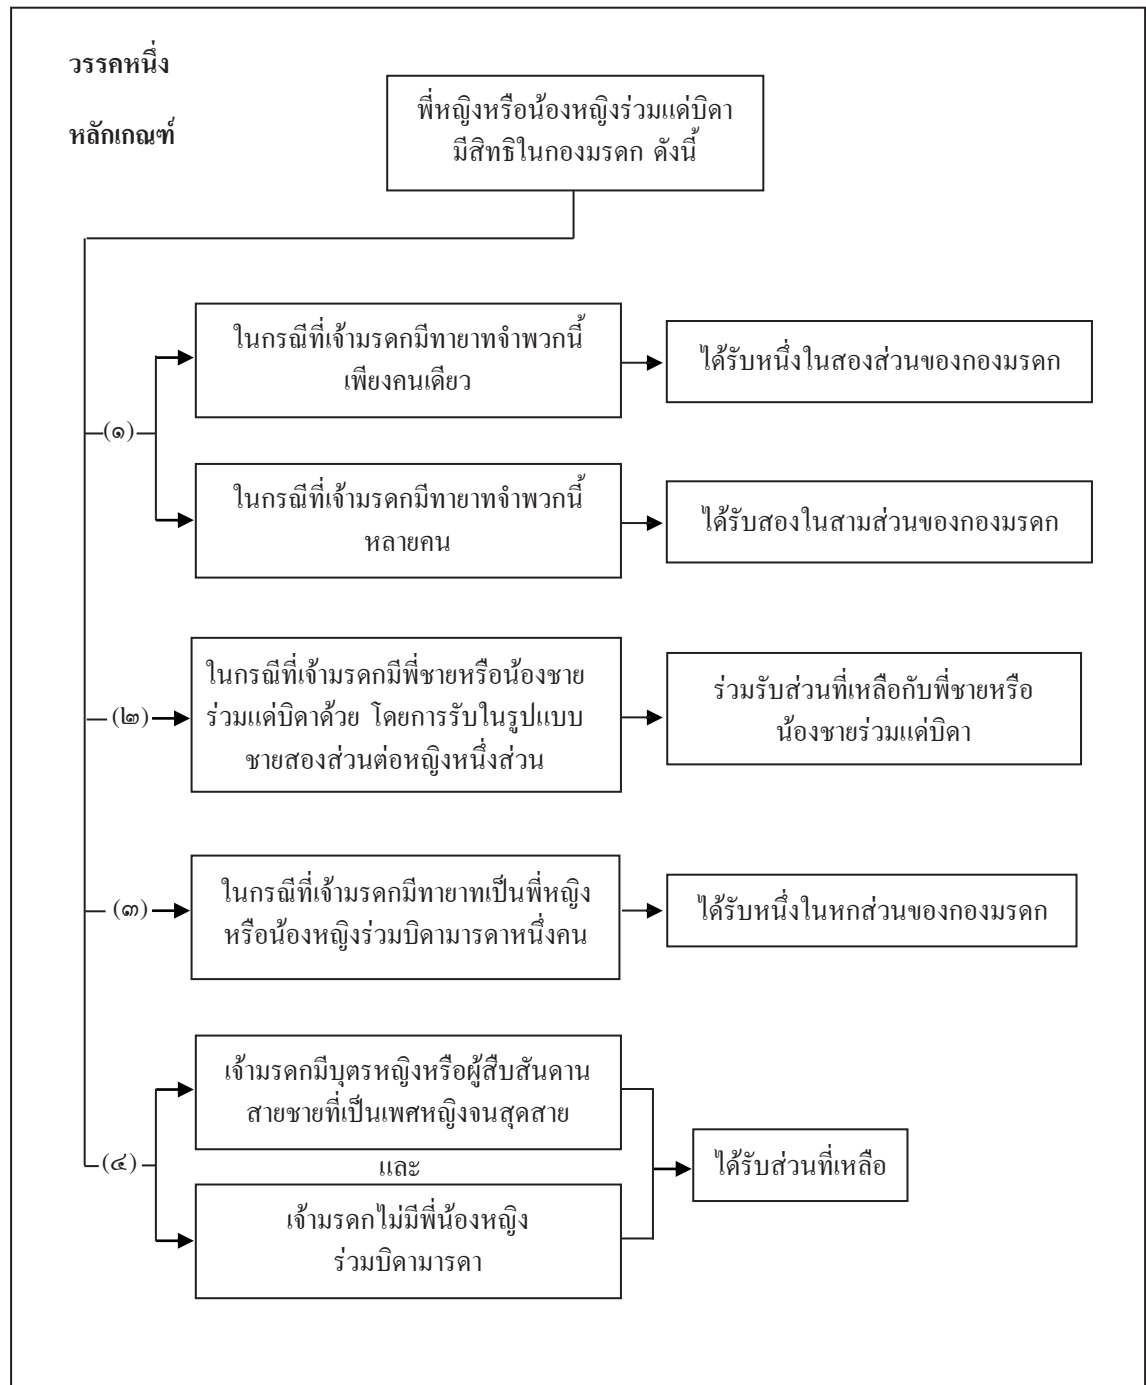 วรรคหนึ่ง
หลักเกณฑ์
พี่หญิงหรือน้องหญิงร่วมแต่บิดา
มีสิทธิในกองมรดก ดังนี้
(๑)
ในกรณีที่เจ้ามรดกมีทายาทจำพวกนี้
เพียงคนเดียว
ได้รับหนึ่งในสองส่วนของกองมรดก
ในกรณีที่เจ้ามรดกมีทายาทจำพวกนี้
หลายคน
ได้รับสองในสามส่วนของกองมรดก
(๒)
ในกรณีที่เจ้ามรดกมีพี่ชายหรือน้องชาย
ร่วมแต่บิดาด้วย โดยการรับในรูปแบบ
ชายสองส่วนต่อหญิงหนึ่งส่วน
ร่วมรับส่วนที่เหลือกับพี่ชายหรือ
น้องชายร่วมแต่บิดา
(๓)
ในกรณีที่เจ้ามรดกมีทายาทเป็นพี่หญิง
หรือน้องหญิงร่วมบิดามารดาหนึ่งคน
ได้รับหนึ่งในหกส่วนของกองมรดก
(๔)
เจ้ามรดกมีบุตรหญิงหรือผู้สืบสันดาน
สายชายที่เป็นเพศหญิงจนสุดสาย
และ
เจ้ามรดกไม่มีพี่น้องหญิง
ร่วมบิดามารดา
ได้รับส่วนที่เหลือ